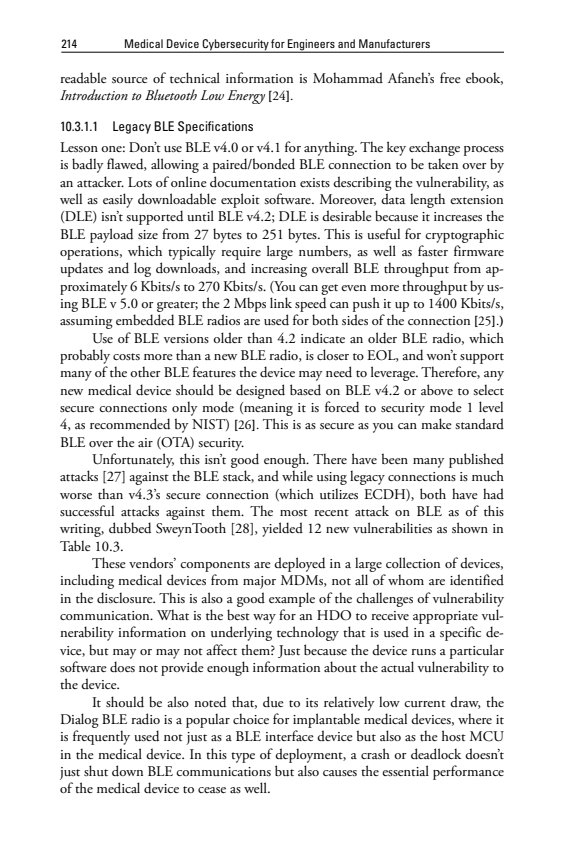 214 Medical Device Cybersecurity for Engineers and Manufacturers
readable source of technical information is Mohammad Afaneh’s free ebook,
Introduction to Bluetooth Low Energy [24].
10.3.1.1 Legacy BLE Specifications
Lesson one: Don’t use BLE v4.0 or v4.1 for anything. The key exchange process
is badly flawed, allowing a paired/bonded BLE connection to be taken over by
an attacker. Lots of online documentation exists describing the vulnerability, as
well as easily downloadable exploit software. Moreover, data length extension
(DLE) isn’t supported until BLE v4.2; DLE is desirable because it increases the
BLE payload size from 27 bytes to 251 bytes. This is useful for cryptographic
operations, which typically require large numbers, as well as faster firmware
updates and log downloads, and increasing overall BLE throughput from ap-
proximately 6 Kbits/s to 270 Kbits/s. (You can get even more throughput by us-
ing BLE v 5.0 or greater; the 2 Mbps link speed can push it up to 1400 Kbits/s,
assuming embedded BLE radios are used for both sides of the connection [25].)
Use of BLE versions older than 4.2 indicate an older BLE radio, which
probably costs more than a new BLE radio, is closer to EOL, and won’t support
many of the other BLE features the device may need to leverage. Therefore, any
new medical device should be designed based on BLE v4.2 or above to select
secure connections only mode (meaning it is forced to security mode 1 level
4, as recommended by NIST) [26]. This is as secure as you can make standard
BLE over the air (OTA) security.
Unfortunately, this isn’t good enough. There have been many published
attacks [27] against the BLE stack, and while using legacy connections is much
worse than v4.3’s secure connection (which utilizes ECDH), both have had
successful attacks against them. The most recent attack on BLE as of this
writing, dubbed SweynTooth [28], yielded 12 new vulnerabilities as shown in
Table 10.3.
These vendors’ components are deployed in a large collection of devices,
including medical devices from major MDMs, not all of whom are identified
in the disclosure. This is also a good example of the challenges of vulnerability
communication. What is the best way for an HDO to receive appropriate vul-
nerability information on underlying technology that is used in a specific de-
vice, but may or may not affect them? Just because the device runs a particular
software does not provide enough information about the actual vulnerability to
the device.
It should be also noted that, due to its relatively low current draw, the
Dialog BLE radio is a popular choice for implantable medical devices, where it
is frequently used not just as a BLE interface device but also as the host MCU
in the medical device. In this type of deployment, a crash or deadlock doesn’t
just shut down BLE communications but also causes the essential performance
of the medical device to cease as well.